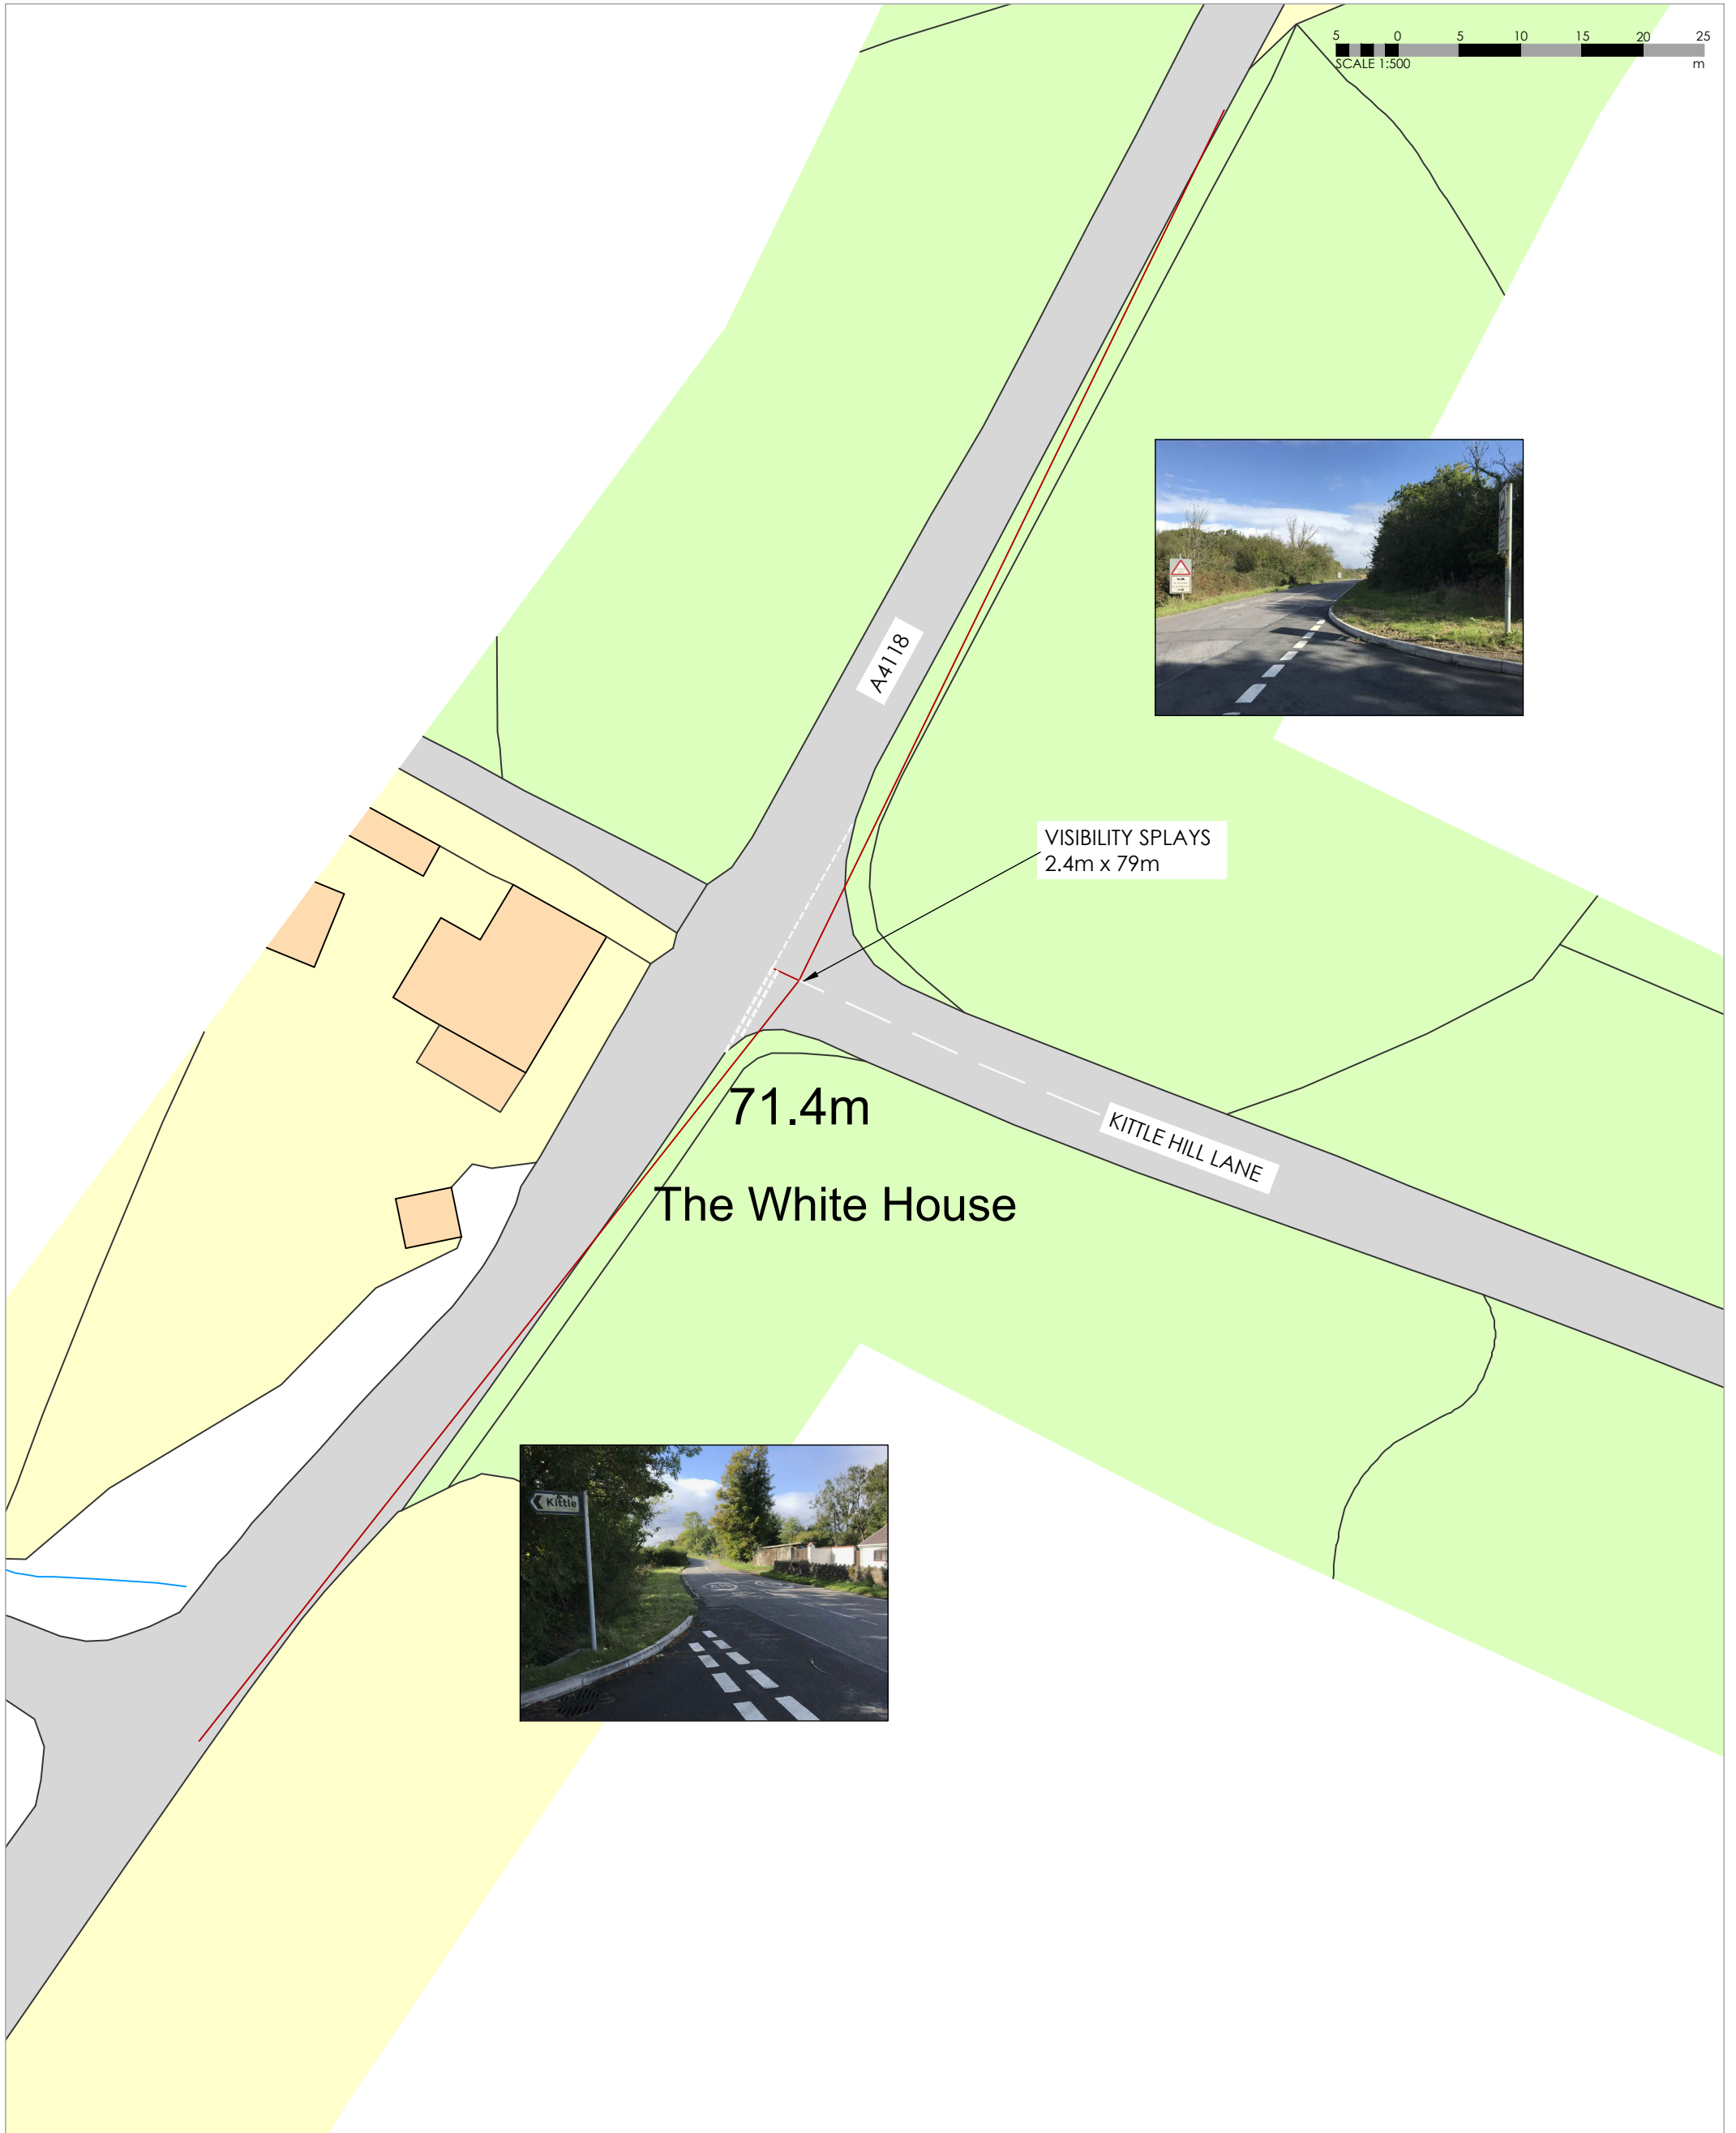 5 0 5 10 15 20 25
SCALE 1:500 m
A4118
VISIBILITY SPLAYS
2.4m x 79m
71.4m
KITTLE HILL LANE
The White House
Kittle